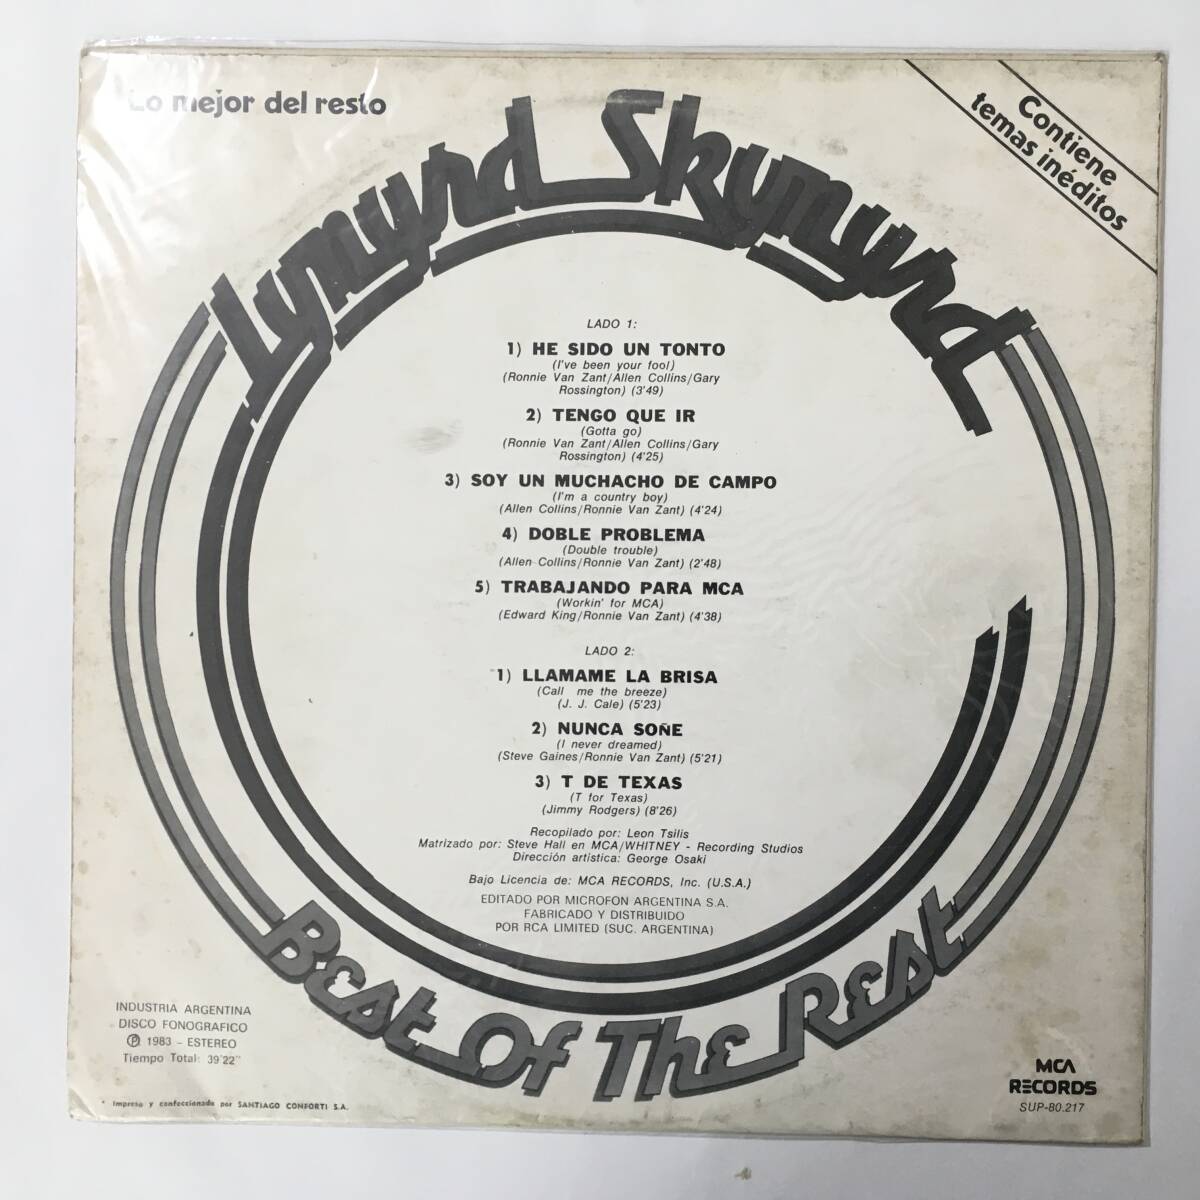 Lo mejor del resto
Contiene
temas inéditos
Lynyrd Skynyrd
LADO 1:
1) HE SIDO UN TONTO
(I've been your fool)
(Ronnie Van Zant/Allen Collins/Gary
Rossington) (3'49)
2) TENGO QUE IR
(Gotta go)
(Ronnie Van Zant/Allen Collins/Gary
Rossington) (4'25)
3) SOY UN MUCHACHO DE CAMPO
(I'm a country boy)
(Allen Collins/Ronnie Van Zant) (4'24)
4) DOBLE PROBLEMA
(Double trouble)
(Allen Collins/Ronnie Van Zant) (2'48)
5) TRABAJANDO PARA MCA
(Workin' for MCA)
(Edward King/Ronnie Van Zant) (4'38)
LADO 2:
1) LLAMAME LA BRISA
(Call me the breeze)
(J. J. Cale) (5'23)
2) NUNCA SOÑE
(I never dreamed)
(Steve Gaines/Ronnie Van Zant) (5'21)
3) T DE TEXAS
(T for Texas)
(Jimmy Rodgers) (8'26)
Recopilado por: Leon Tsilis
Matrizado por: Steve Hall en MCA/WHITNEY - Recording Studios
Dirección artistica: George Osaki
Bajo Licencia de: MCA RECORDS, Inc. (U.S.A.)
EDITADO POR MICROFON ARGENTINA S.A.
FABRICADO Y DISTRIBUIDO
POR RCA LIMITED (SUC. ARGENTINA)
Best Of The Rest
INDUSTRIA ARGENTINA
DISCO FONOGRAFICO
Ⓟ 1983 - ESTEREO
Tiempo Total: 39'22"
* Impreso y confeccionado por SANTIAGO CONFORTI S.A.
MCA
RECORDS
SUP-80.217